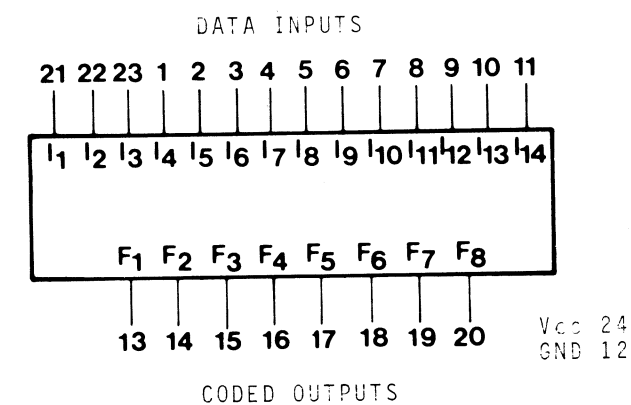 DATA INPUTS
21 22 23 1 2 3 4 5 6 7 8 9 10 11
I1 I2 I3 I4 I5 I6 I7 I8 I9 I10 I11 I12 I13 I14
F1 F2 F3 F4 F5 F6 F7 F8
13 14 15 16 17 18 19 20
Vcc 24
GND 12
CODED OUTPUTS